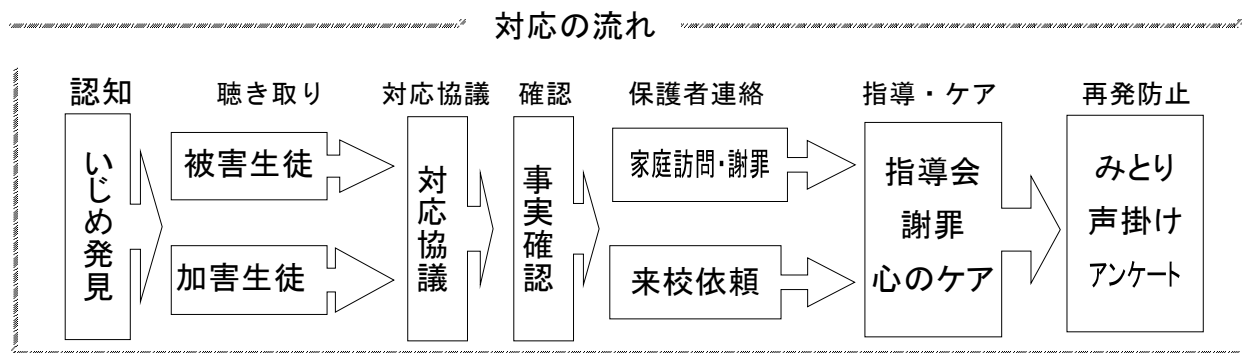 対応の流れ
認知
聴き取り
対応協議
確認
保護者連絡
指導・ケア
再発防止
いじめ発見
被害生徒
加害生徒
対応協議
事実確認
家庭訪問・謝罪
来校依頼
指導会
謝罪
心のケア
みとり
声掛け
アンケート